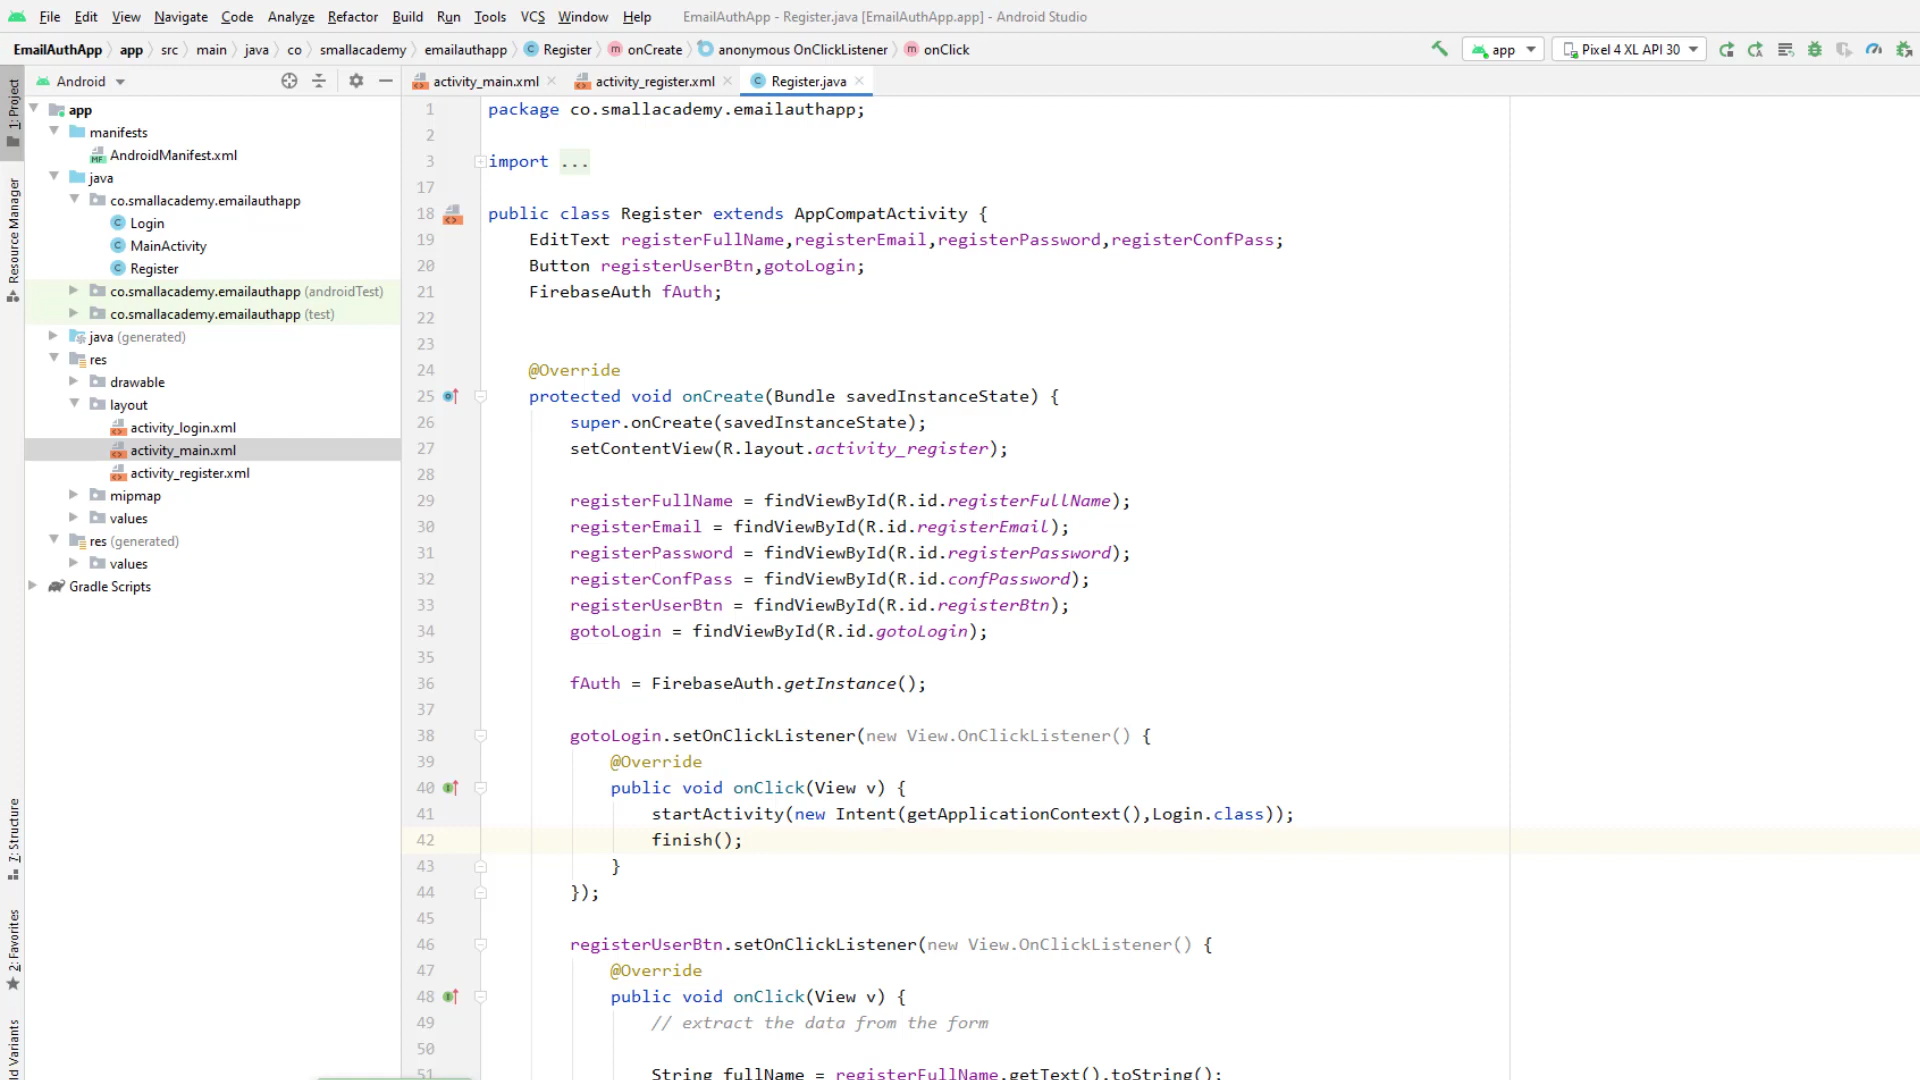 File Edit View Navigate Code Analyze Refactor Build Run Tools VCS Window Help EmailAuthApp - Register.java [EmailAuthApp.app] - Android Studio
EmailAuthApp app src main java co smallacademy emailauthapp Register onCreate anonymous OnClickListener onClick app Pixel 4 XL API 30
Android
activity_main.xml activity_register.xml Register.java
1: Project
Resource Manager
7: Structure
2: Favorites
ld Variants
app
manifests
AndroidManifest.xml
java
co.smallacademy.emailauthapp
Login
MainActivity
Register
co.smallacademy.emailauthapp (androidTest)
co.smallacademy.emailauthapp (test)
java (generated)
res
drawable
layout
activity_login.xml
activity_main.xml
activity_register.xml
mipmap
values
res (generated)
values
Gradle Scripts
1 package co.smallacademy.emailauthapp;
2
3 import ...
17
18 public class Register extends AppCompatActivity {
19 EditText registerFullName,registerEmail,registerPassword,registerConfPass;
20 Button registerUserBtn,gotoLogin;
21 FirebaseAuth fAuth;
22
23
24 @Override
25 protected void onCreate(Bundle savedInstanceState) {
26 super.onCreate(savedInstanceState);
27 setContentView(R.layout.activity_register);
28
29 registerFullName = findViewById(R.id.registerFullName);
30 registerEmail = findViewById(R.id.registerEmail);
31 registerPassword = findViewById(R.id.registerPassword);
32 registerConfPass = findViewById(R.id.confPassword);
33 registerUserBtn = findViewById(R.id.registerBtn);
34 gotoLogin = findViewById(R.id.gotoLogin);
35
36 fAuth = FirebaseAuth.getInstance();
37
38 gotoLogin.setOnClickListener(new View.OnClickListener() {
39 @Override
40 public void onClick(View v) {
41 startActivity(new Intent(getApplicationContext(),Login.class));
42 finish();
43 }
44 });
45
46 registerUserBtn.setOnClickListener(new View.OnClickListener() {
47 @Override
48 public void onClick(View v) {
49 // extract the data from the form
50
51 String fullName = registerFullName.getText().toString();